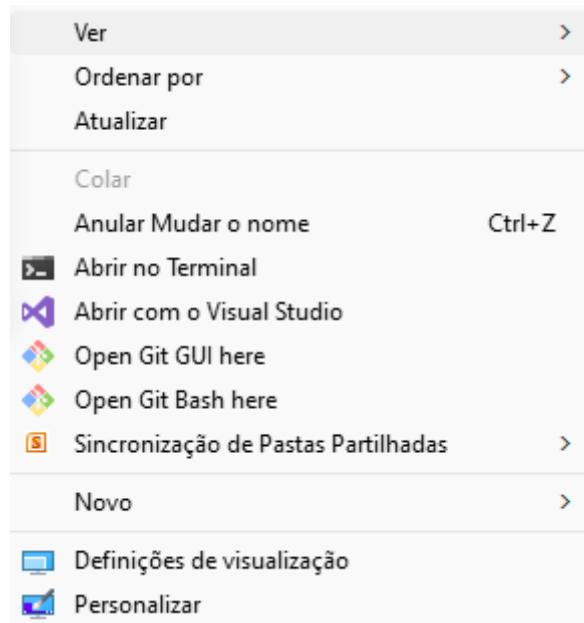 Ver
Ordenar por
Atualizar
Colar
Anular Mudar o nome Ctrl+Z
Abrir no Terminal
Abrir com o Visual Studio
Open Git GUI here
Open Git Bash here
Sincronização de Pastas Partilhadas
Novo
Definições de visualização
Personalizar